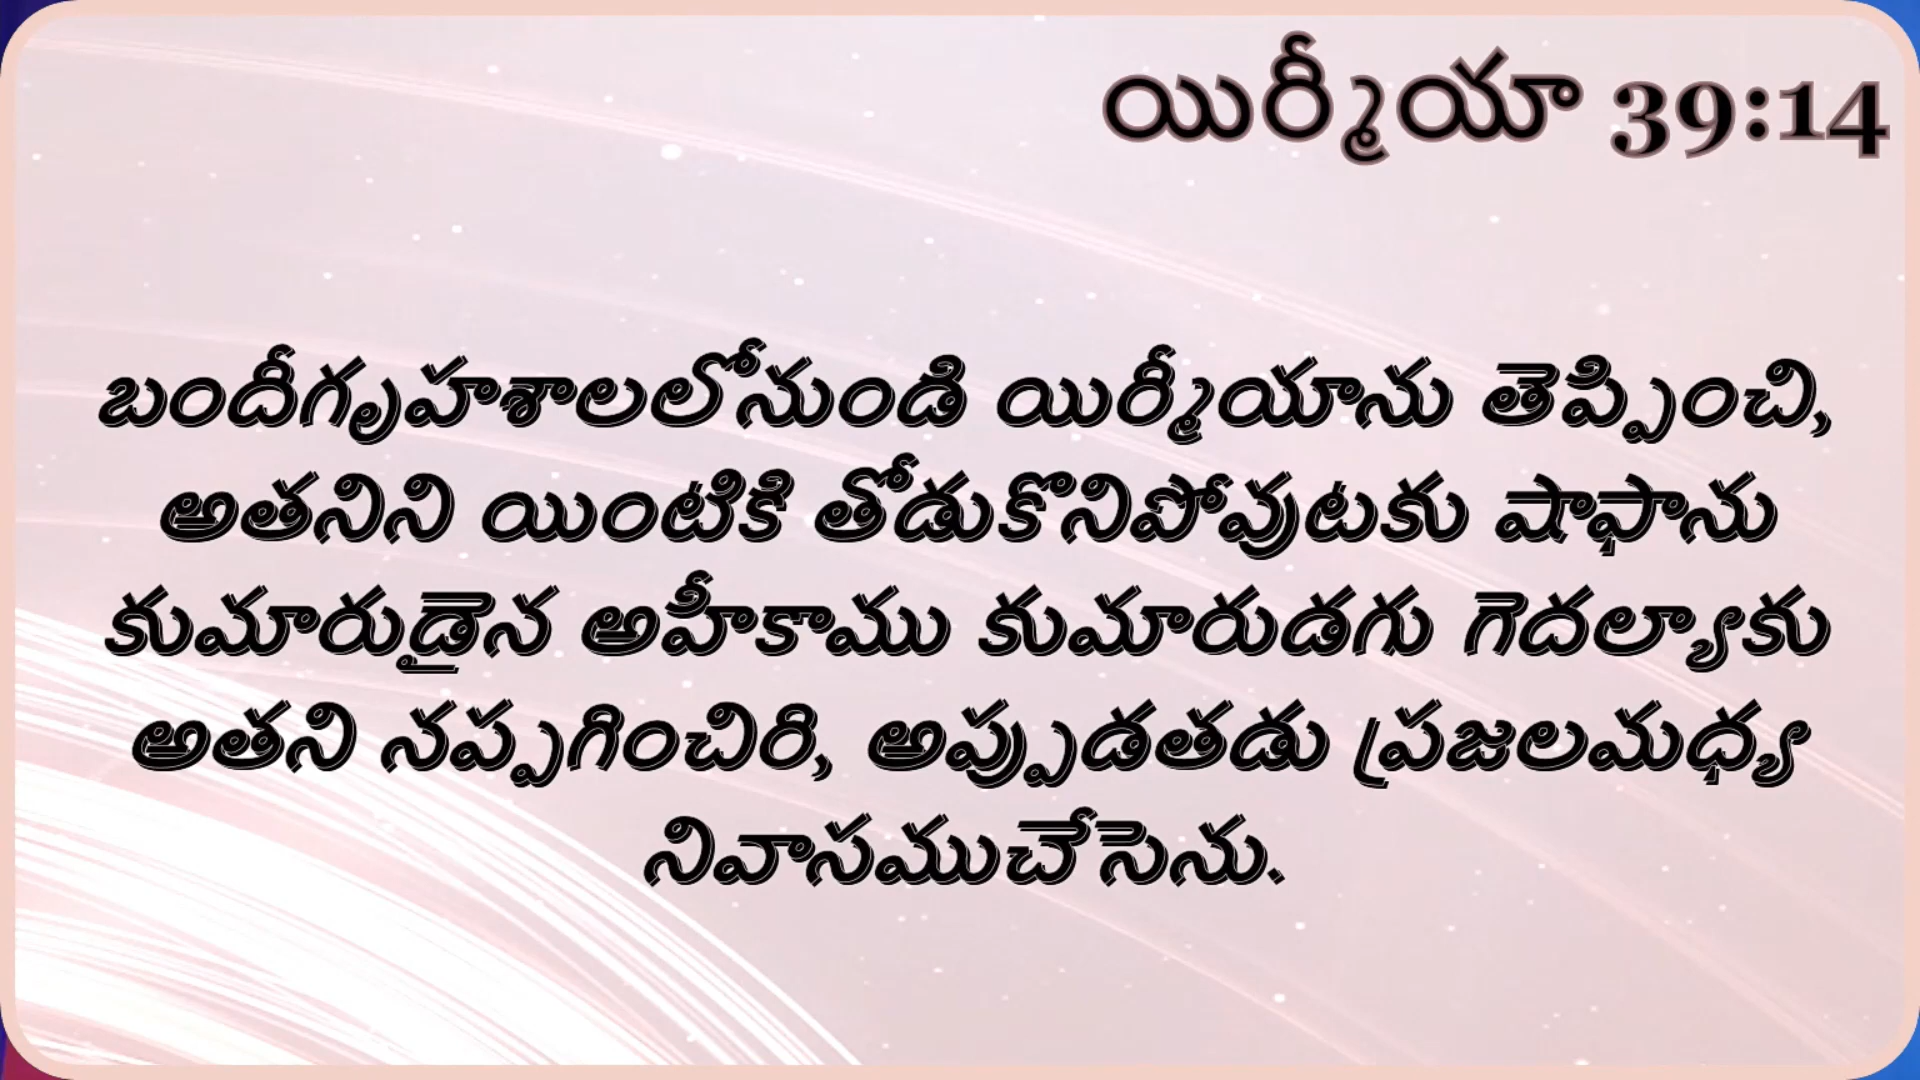 యిర్మీయా 39:14
బందీగృహశాలలోనుండి యిర్మీయాను తెప్పించి,
అతనిని యింటికి తోడుకొనిపోవుటకు షాఫాను
కుమారుడైన అహీకాము కుమారుడగు గెదల్యాకు
అతని నప్పగించిరి, అప్పుడతడు ప్రజలమధ్య
నివాసముచేసెను.